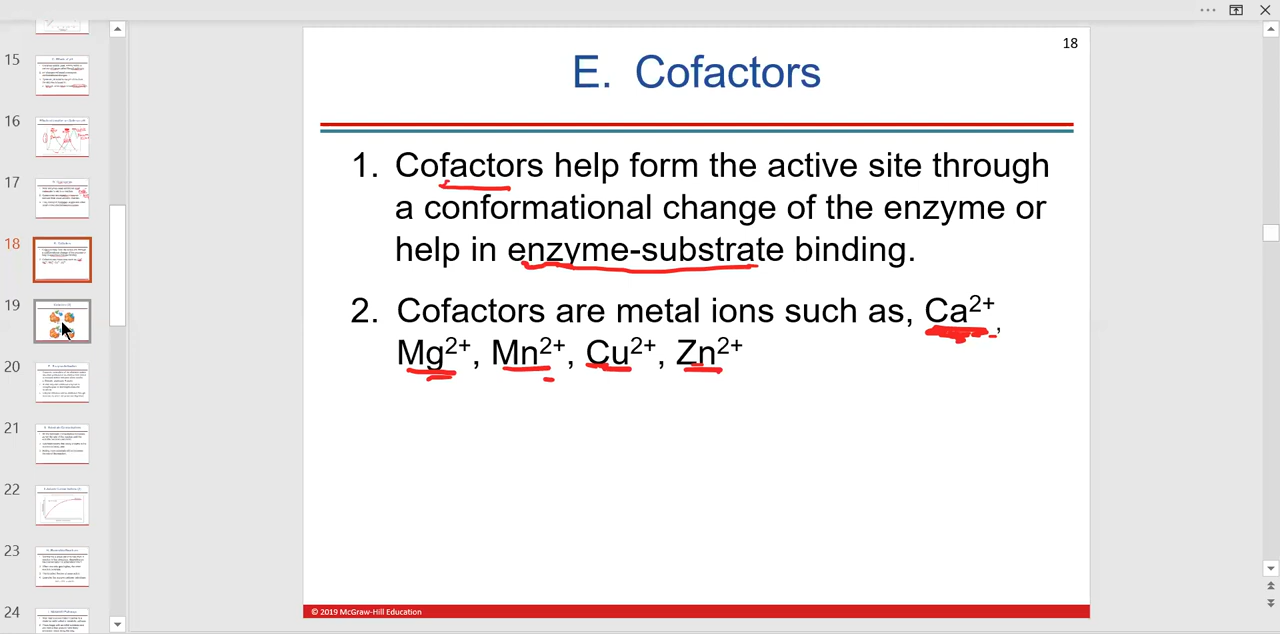 18
E. Cofactors
1. Cofactors help form the active site through
a conformational change of the enzyme or
help in enzyme-substrate binding.
2. Cofactors are metal ions such as, Ca²⁺,
Mg²⁺, Mn²⁺, Cu²⁺, Zn²⁺
© 2019 McGraw-Hill Education
15
16
17
18
19
20
21
22
23
24